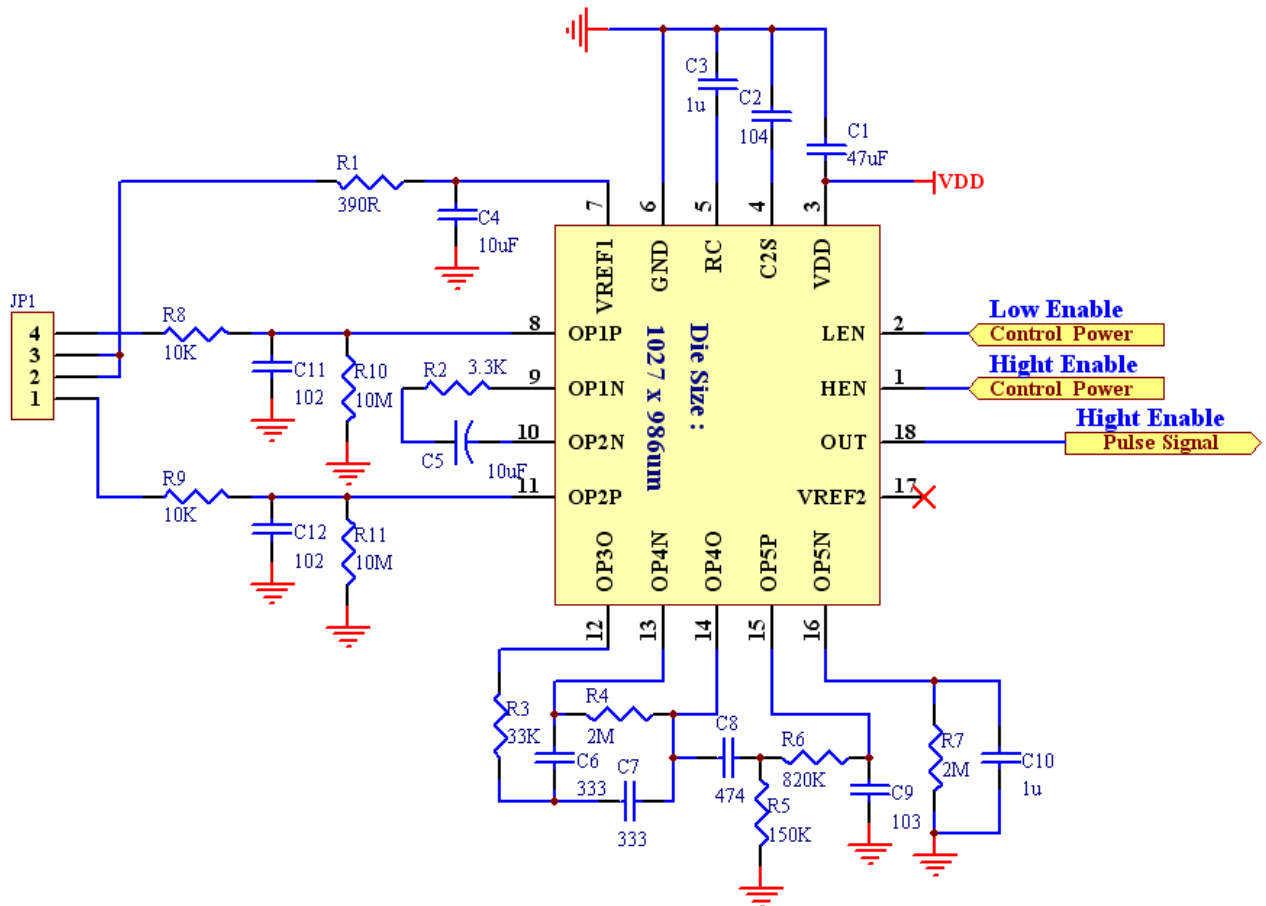 C3
1u
C2
104
C1
47uF
VDD
R1
390R
C4
10uF
7
6
5
4
3
VREF1
GND
RC
C2S
VDD
JP1
4
3
2
1
R8
10K
C11
102
R10
10M
R2
3.3K
C5
10uF
R9
10K
C12
102
R11
10M
8
9
10
11
OP1P
OP1N
OP2N
OP2P
Die Size :
1027 x 986um
LEN
HEN
OUT
VREF2
2
1
18
17
Low Enable
Control Power
Hight Enable
Control Power
Hight Enable
Pulse Signal
OP3O
OP4N
OP4O
OP5P
OP5N
12
13
14
15
16
R3
33K
R4
2M
C6
333
C7
333
C8
474
R6
820K
R5
150K
C9
103
R7
2M
C10
1u